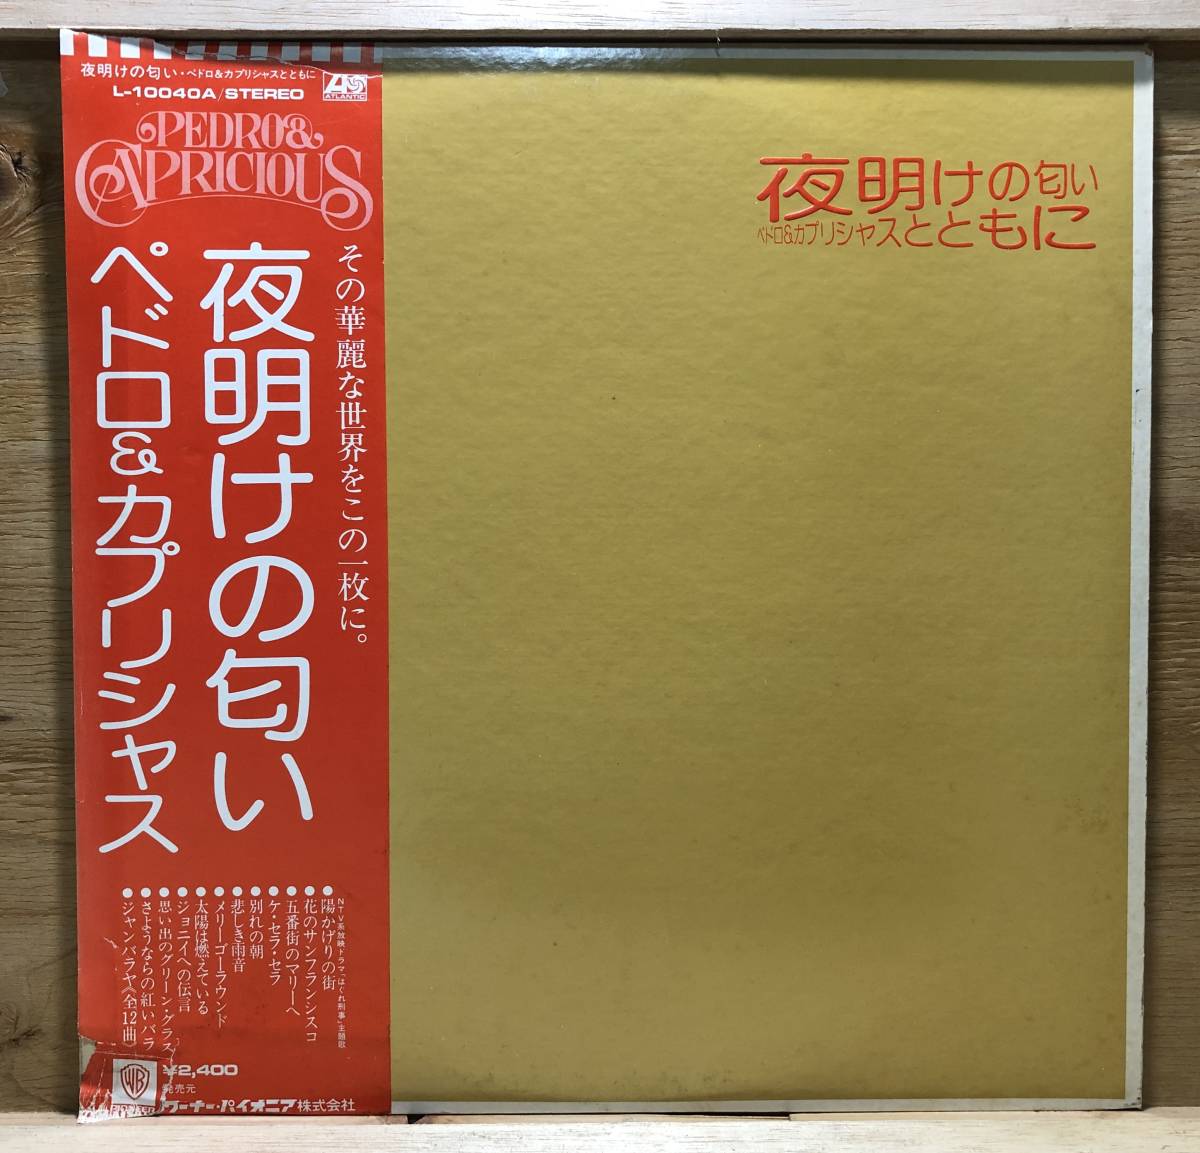 夜明けの匂い・ペドロ&カプリシャスとともに
L-10040A/STEREO
ATLANTIC
PEDRO &
CAPRICIOUS
その華麗な世界をこの一枚に。
夜明けの匂い
ペドロ&カプリシャス
夜明けの匂い
ペドロ&カプリシャスとともに
NTV系放映ドラマ「はぐれ刑事」主題歌
●陽かげりの街
●花のサンフランシスコ
●五番街のマリーへ
●ケ・セラ・セラ
●別れの朝
●悲しき雨音
●メリーゴーラウンド
●太陽は燃えている
●ジョニイへの伝言
●思い出のグリーン・グラス
●さようならの紅いバラ
●ジャンバラヤ《全12曲》
¥2,400
発売元
ワーナー・パイオニア株式会社
WB